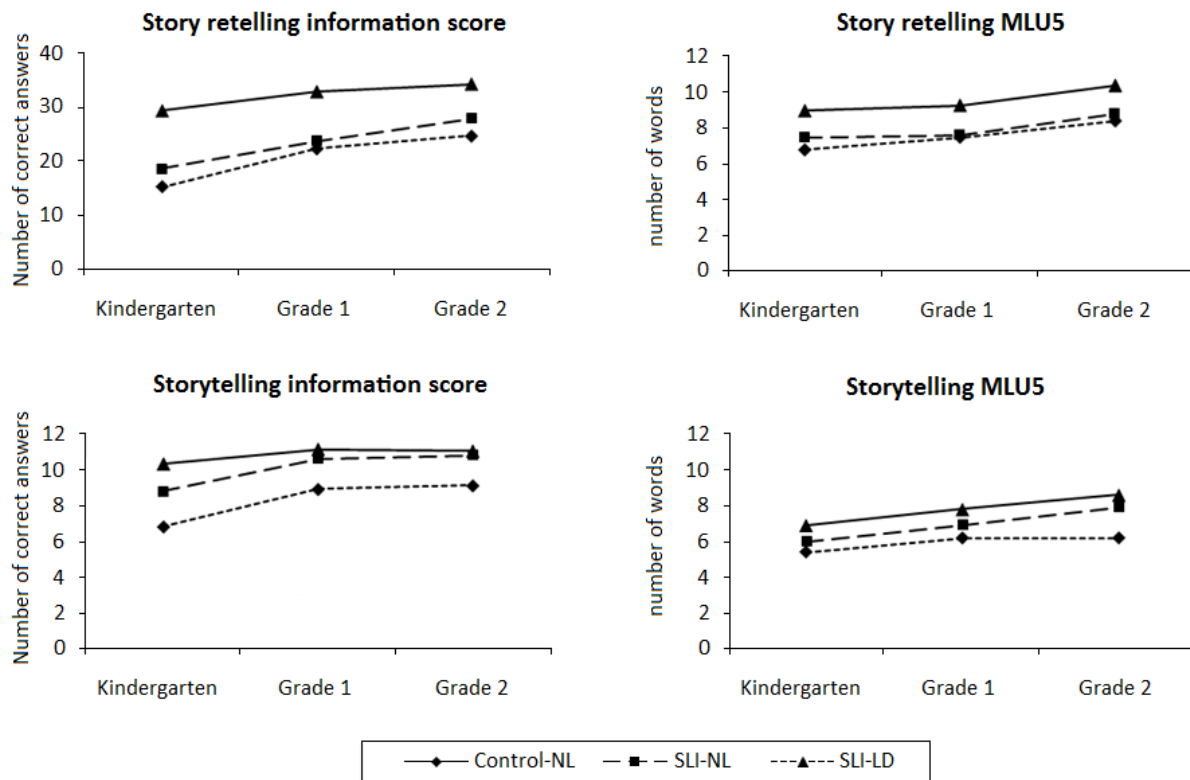 Story retelling information score
Number of correct answers
40
30
20
10
0
Kindergarten Grade 1 Grade 2
Story retelling MLU5
number of words
12
10
8
6
4
2
0
Kindergarten Grade 1 Grade 2
Storytelling information score
Number of correct answers
12
10
8
6
4
2
0
Kindergarten Grade 1 Grade 2
Storytelling MLU5
number of words
12
10
8
6
4
2
0
Kindergarten Grade 1 Grade 2
Control-NL SLI-NL SLI-LD